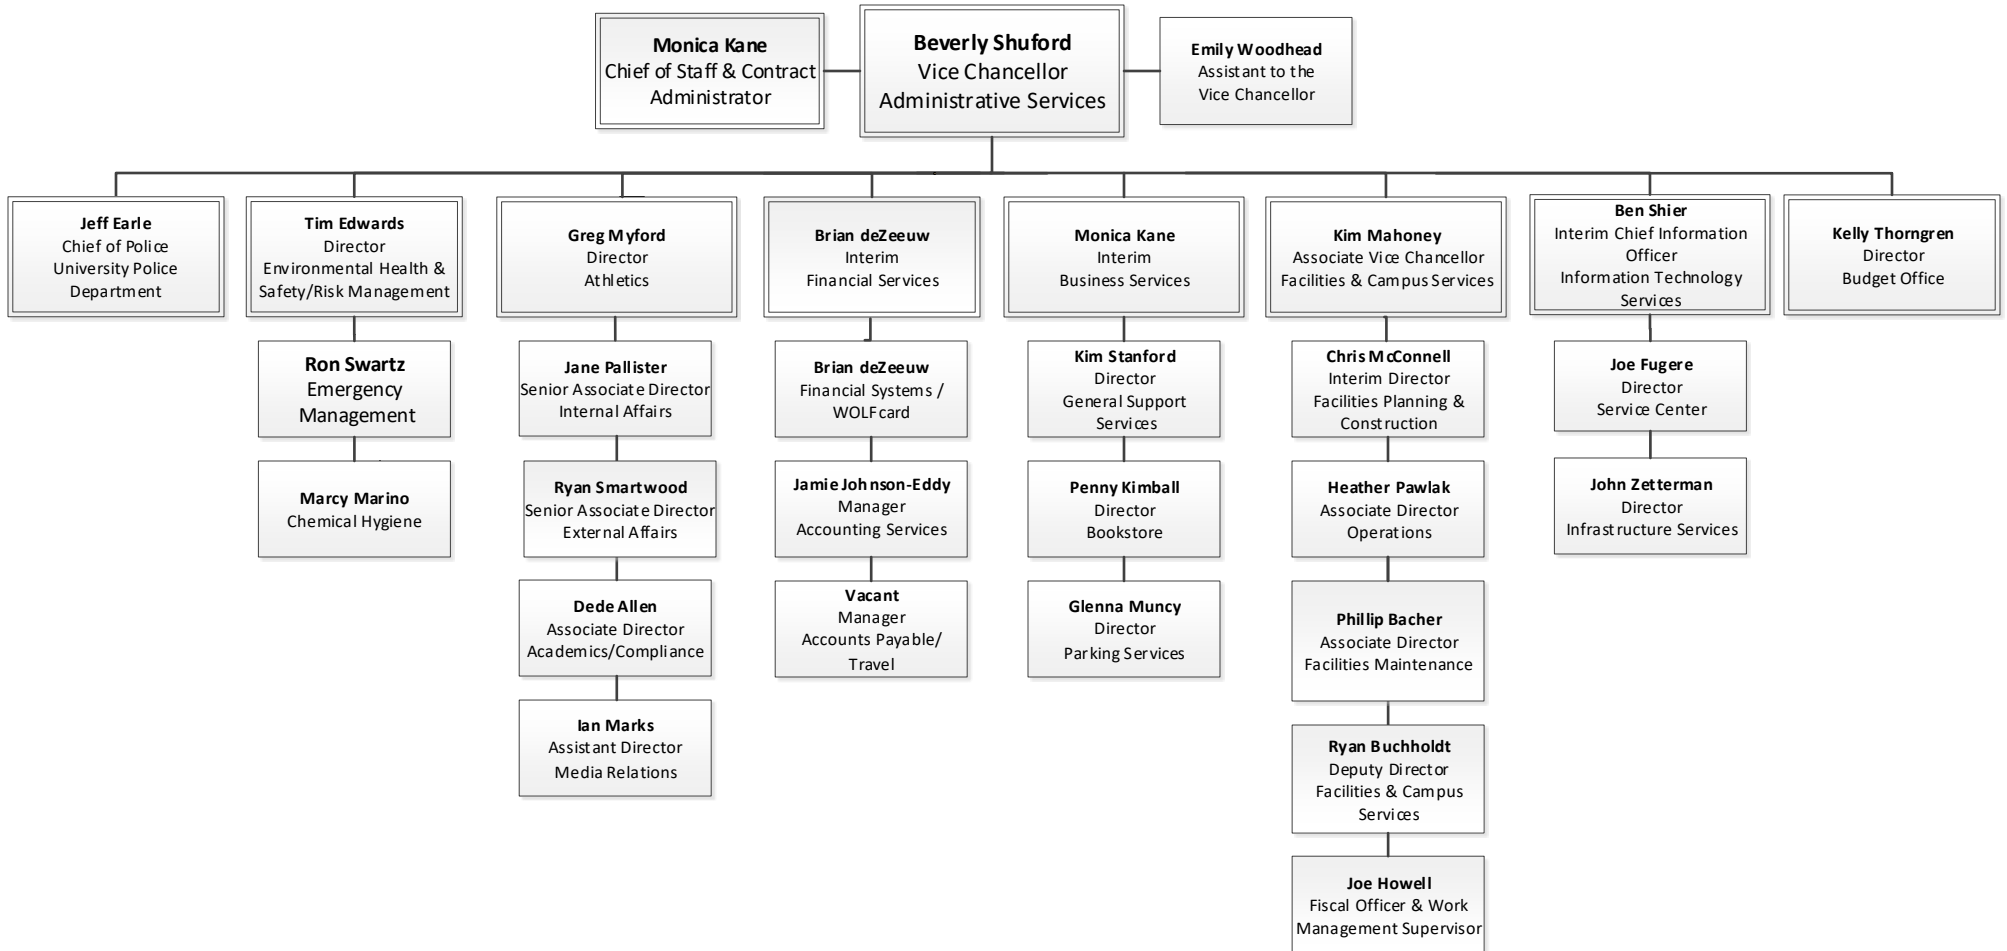 Monica Kane
Chief of Staff & Contract
Administrator
Beverly Shuford
Vice Chancellor
Administrative Services
Emily Woodhead
Assistant to the
Vice Chancellor
Jeff Earle
Chief of Police
University Police
Department
Tim Edwards
Director
Environmental Health &
Safety/Risk Management
Greg Myford
Director
Athletics
Brian deZeeuw
Interim
Financial Services
Monica Kane
Interim
Business Services
Kim Mahoney
Associate Vice Chancellor
Facilities & Campus Services
Ben Shier
Interim Chief Information
Officer
Information Technology
Services
Kelly Thorngren
Director
Budget Office
Ron Swartz
Emergency
Management
Jane Pallister
Senior Associate Director
Internal Affairs
Brian deZeeuw
Financial Systems /
WOLFcard
Kim Stanford
Director
General Support
Services
Chris McConnell
Interim Director
Facilities Planning &
Construction
Joe Fugere
Director
Service Center
Marcy Marino
Chemical Hygiene
Ryan Smartwood
Senior Associate Director
External Affairs
Jamie Johnson-Eddy
Manager
Accounting Services
Penny Kimball
Director
Bookstore
Heather Pawlak
Associate Director
Operations
John Zetterman
Director
Infrastructure Services
Dede Allen
Associate Director
Academics/Compliance
Vacant
Manager
Accounts Payable/
Travel
Glenna Muncy
Director
Parking Services
Phillip Bacher
Associate Director
Facilities Maintenance
Ian Marks
Assistant Director
Media Relations
Ryan Buchholdt
Deputy Director
Facilities & Campus
Services
Joe Howell
Fiscal Officer & Work
Management Supervisor